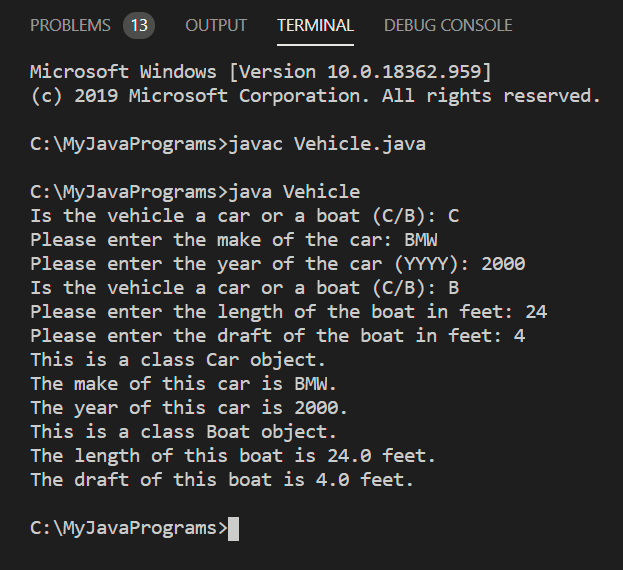 PROBLEMS 13 OUTPUT TERMINAL DEBUG CONSOLE
Microsoft Windows [Version 10.0.18362.959]
(c) 2019 Microsoft Corporation. All rights reserved.
C:\MyJavaPrograms>javac Vehicle.java
C:\MyJavaPrograms>java Vehicle
Is the vehicle a car or a boat (C/B): C
Please enter the make of the car: BMW
Please enter the year of the car (YYYY): 2000
Is the vehicle a car or a boat (C/B): B
Please enter the length of the boat in feet: 24
Please enter the draft of the boat in feet: 4
This is a class Car object.
The make of this car is BMW.
The year of this car is 2000.
This is a class Boat object.
The length of this boat is 24.0 feet.
The draft of this boat is 4.0 feet.
C:\MyJavaPrograms>